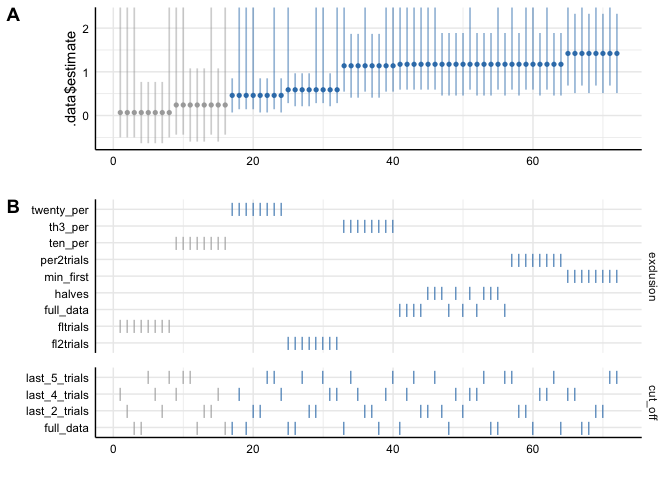 A
.data$estimate
2
1
0
0
20
40
60
B
twenty_per
th3_per
ten_per
per2trials
min_first
halves
full_data
fltrials
fl2trials
exclusion
last_5_trials
last_4_trials
last_2_trials
full_data
cut_off
0
20
40
60